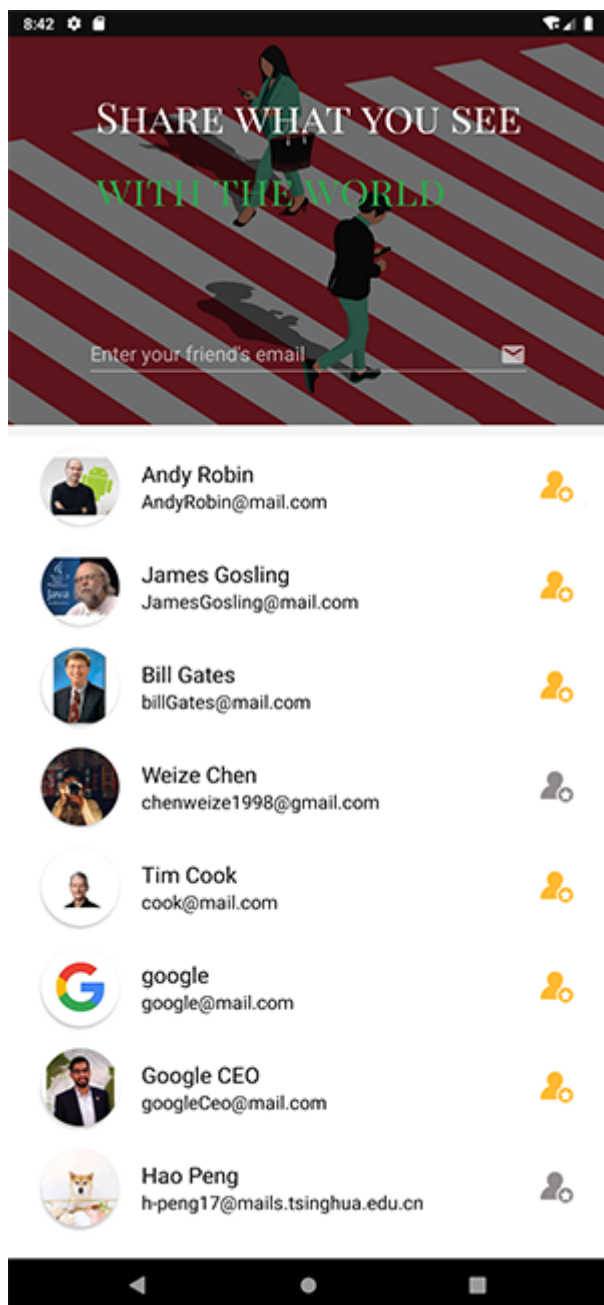 8:42
SHARE WHAT YOU SEE
WITH THE WORLD
Enter your friend's email
Andy Robin
AndyRobin@mail.com
Java
James Gosling
JamesGosling@mail.com
Bill Gates
billGates@mail.com
Weize Chen
chenweize1998@gmail.com
Tim Cook
cook@mail.com
google
google@mail.com
Google CEO
googleCeo@mail.com
Hao Peng
h-peng17@mails.tsinghua.edu.cn